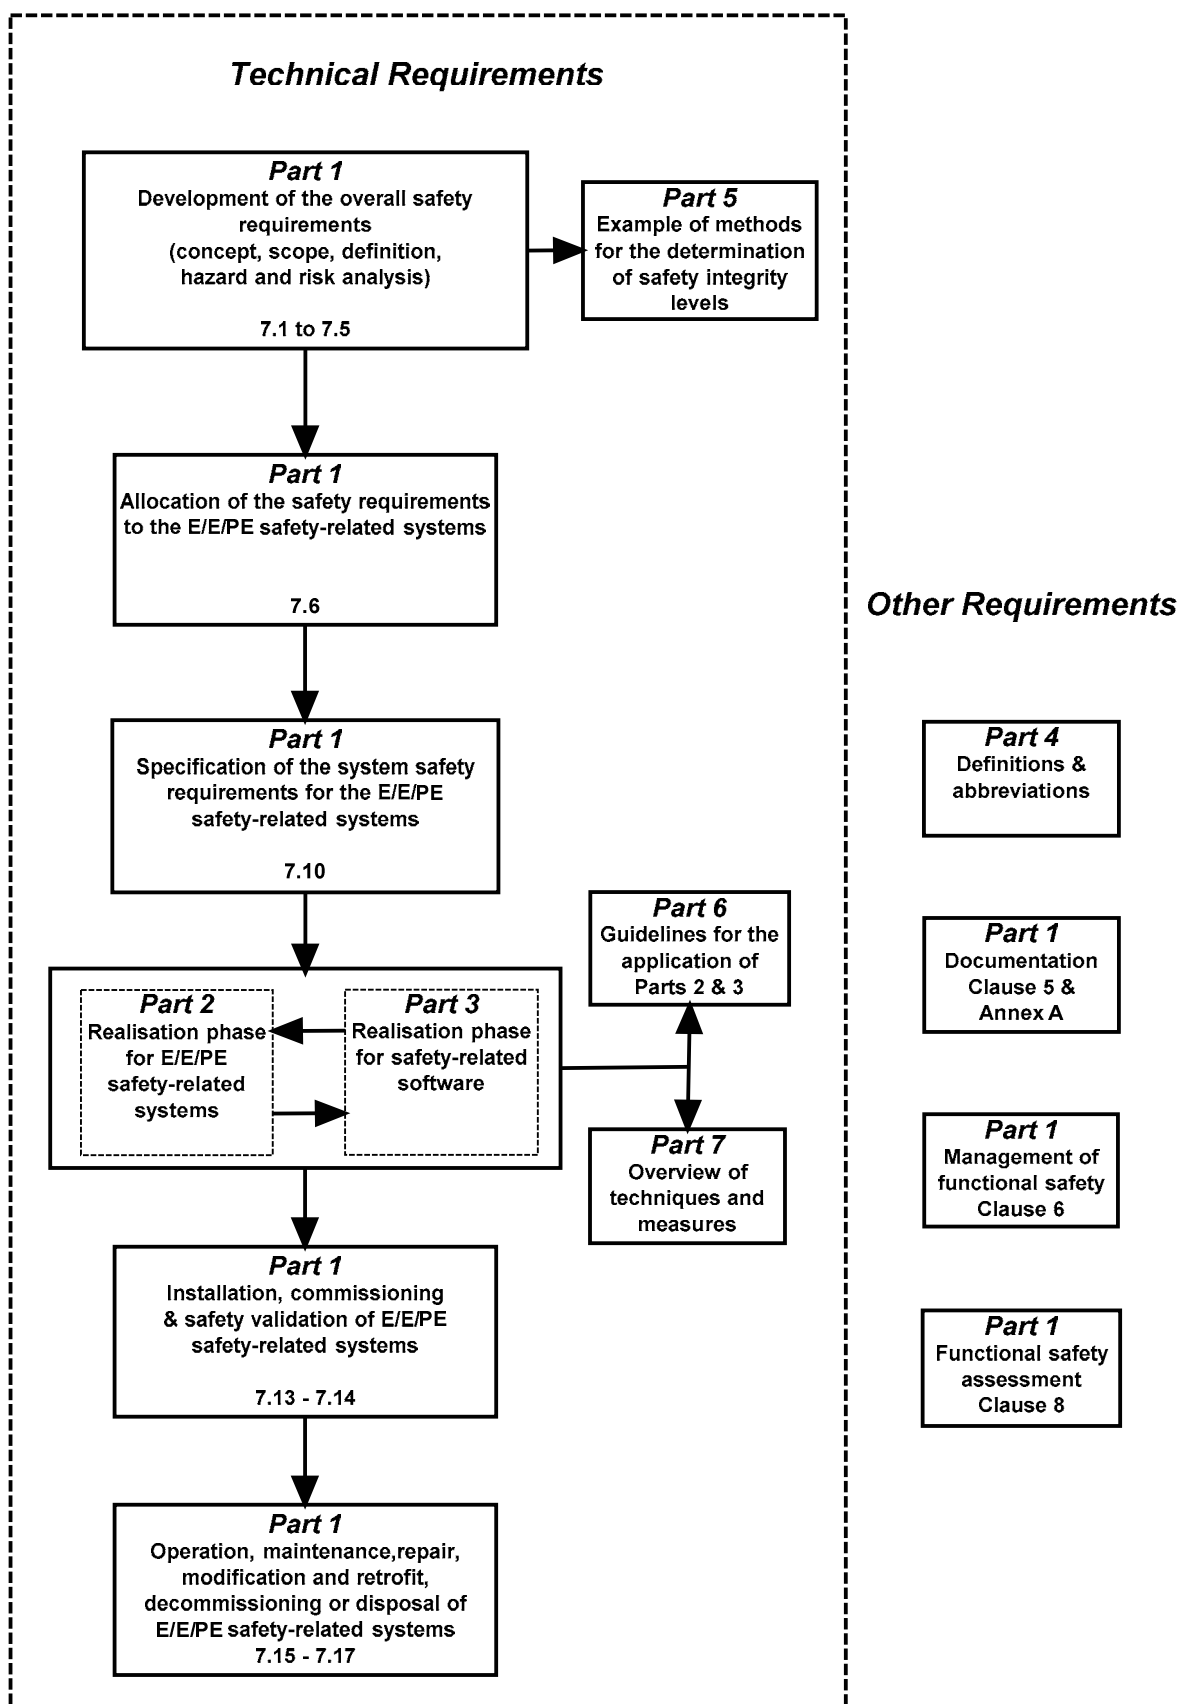 Technical Requirements
Part 1
Development of the overall safety
requirements
(concept, scope, definition,
hazard and risk analysis)
7.1 to 7.5
Part 5
Example of methods
for the determination
of safety integrity
levels
Part 1
Allocation of the safety requirements
to the E/E/PE safety-related systems
7.6
Part 1
Specification of the system safety
requirements for the E/E/PE
safety-related systems
7.10
Part 2
Realisation phase
for E/E/PE
safety-related
systems
Part 3
Realisation phase
for safety-related
software
Part 6
Guidelines for the
application of
Parts 2 & 3
Part 7
Overview of
techniques and
measures
Part 1
Installation, commissioning
& safety validation of E/E/PE
safety-related systems
7.13 - 7.14
Part 1
Operation, maintenance,repair,
modification and retrofit,
decommissioning or disposal of
E/E/PE safety-related systems
7.15 - 7.17
Other Requirements
Part 4
Definitions &
abbreviations
Part 1
Documentation
Clause 5 &
Annex A
Part 1
Management of
functional safety
Clause 6
Part 1
Functional safety
assessment
Clause 8